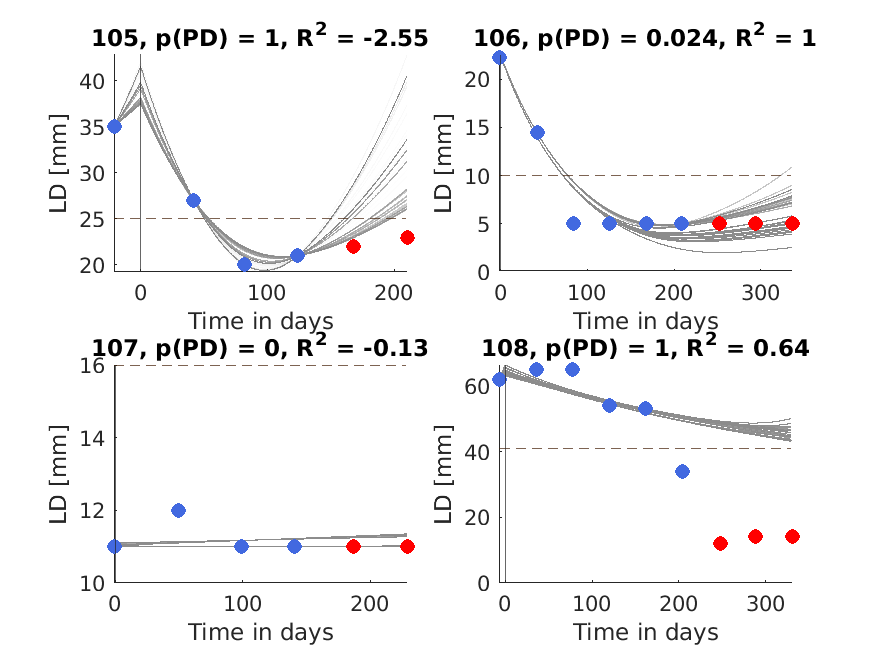 105, p(PD) = 1, R² = -2.55
LD [mm]
40
35
30
25
20
0
100
200
Time in days
106, p(PD) = 0.024, R² = 1
LD [mm]
20
15
10
5
0
0
100
200
300
Time in days
107, p(PD) = 0, R² = -0.13
LD [mm]
16
14
12
10
0
100
200
Time in days
108, p(PD) = 1, R² = 0.64
LD [mm]
60
40
20
0
0
100
200
300
Time in days